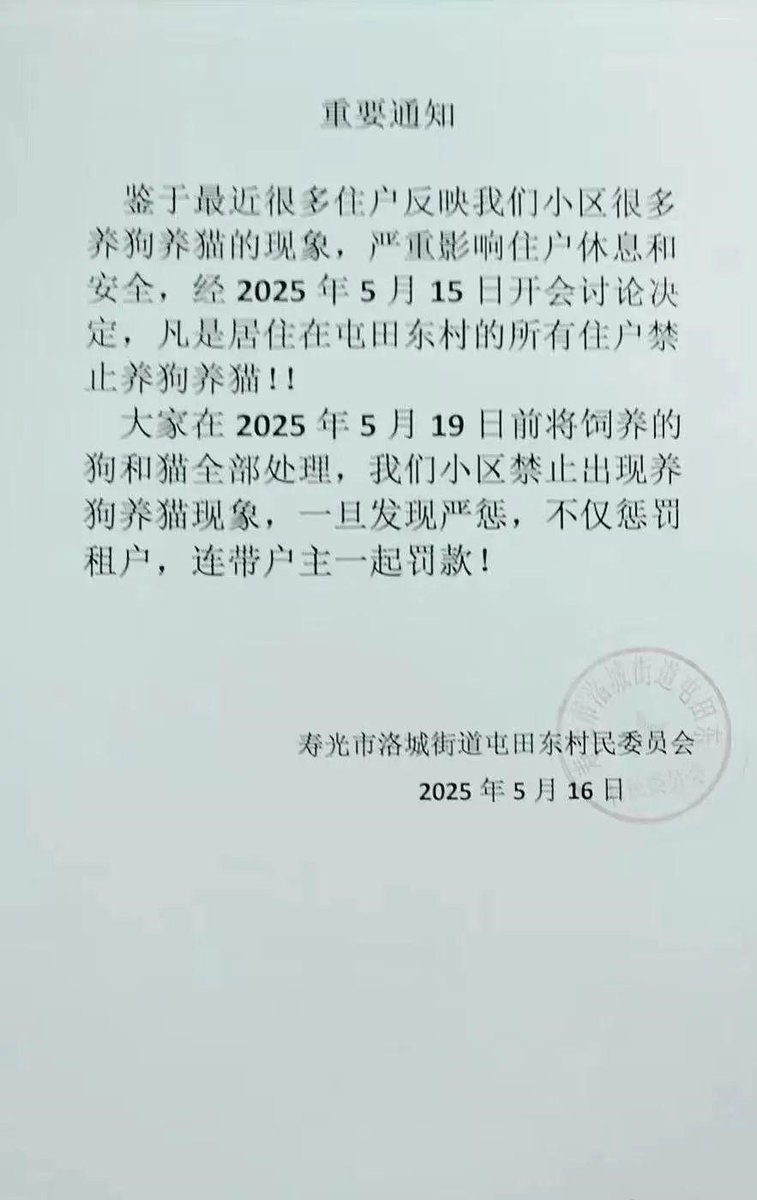 重要通知
鉴于最近很多住户反映我们小区很多
养狗养猫的现象，严重影响住户休息和
安全，经 2025 年 5 月 15 日开会讨论决
定，凡是居住在屯田东村的所有住户禁
止养狗养猫！！
大家在 2025 年 5 月 19 日前将饲养的
狗和猫全部处理，我们小区禁止出现养
狗养猫现象，一旦发现严惩，不仅惩罚
租户，连带户主一起罚款！
寿光市洛城街道屯田东村民委员会
2025 年 5 月 16 日
市洛城街道屯田东